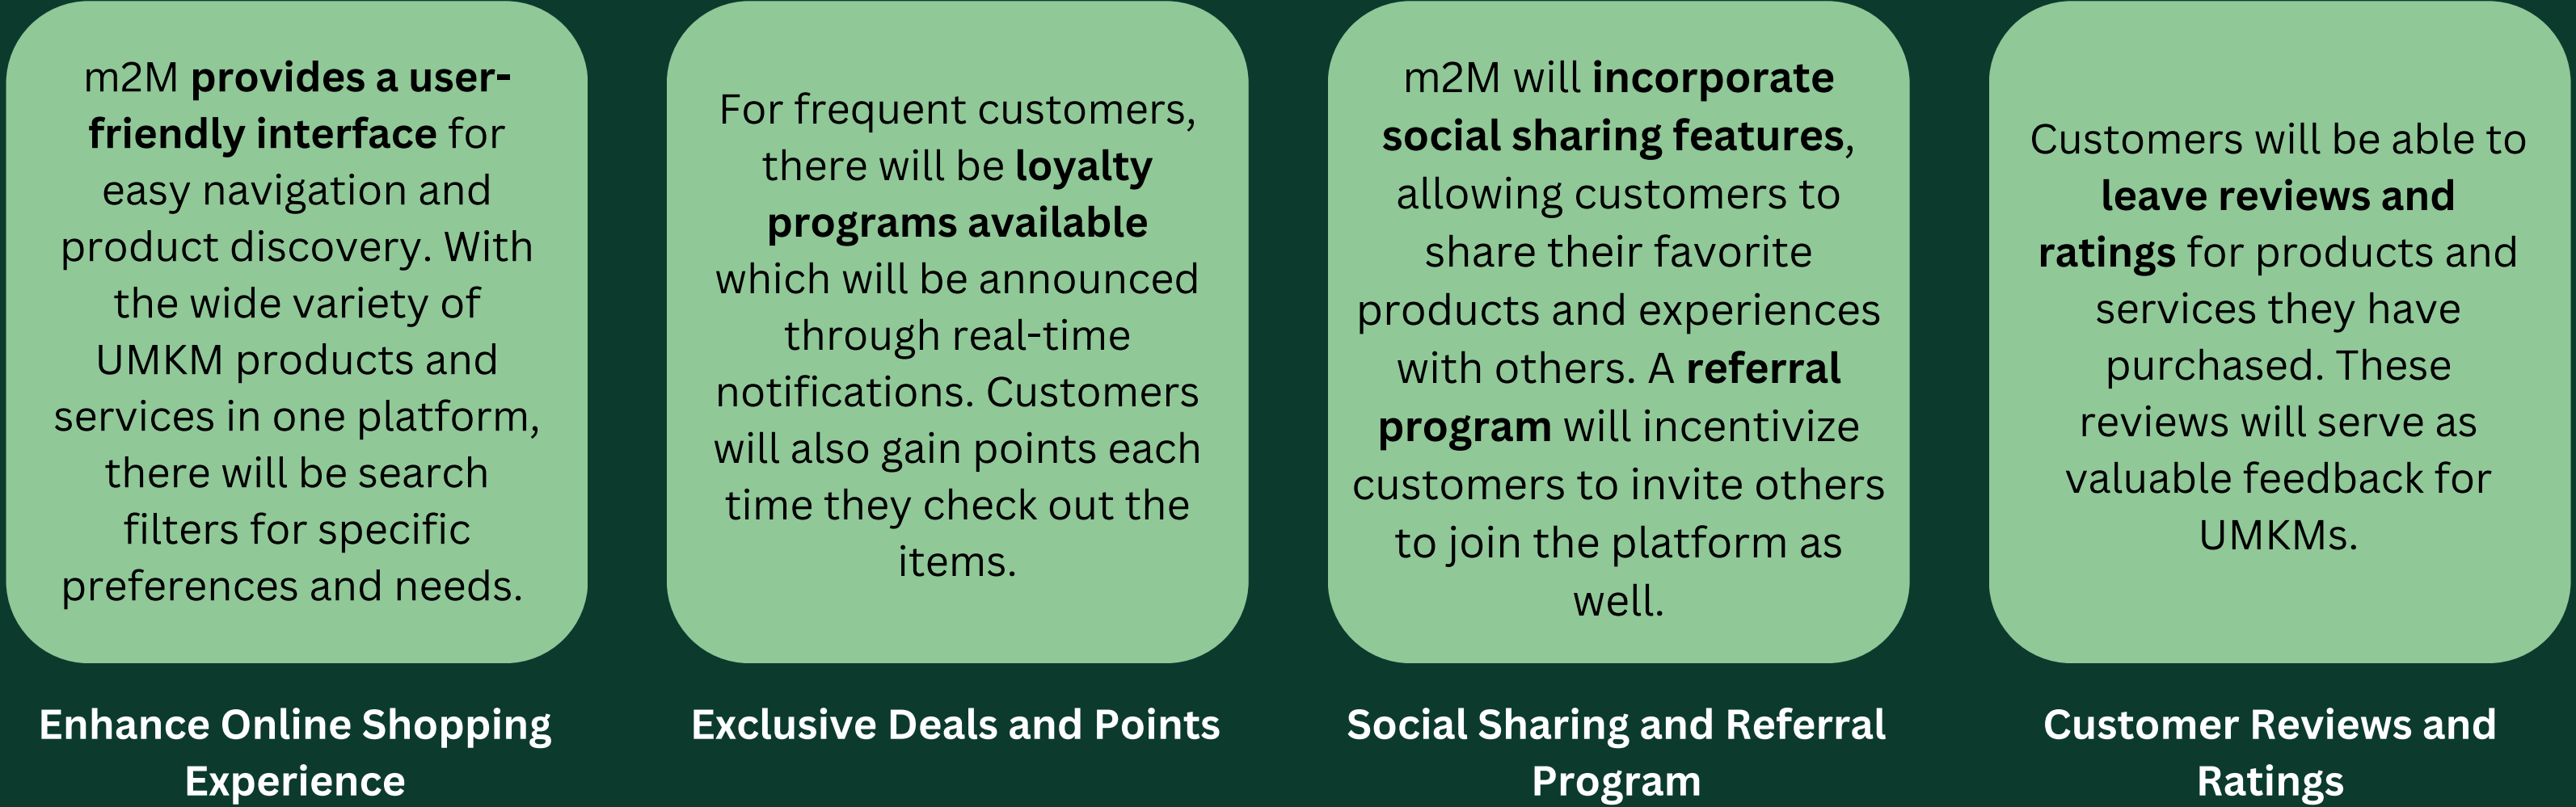 m2M provides a user-
friendly interface for
easy navigation and
product discovery. With
the wide variety of
UMKM products and
services in one platform,
there will be search
filters for specific
preferences and needs.
Enhance Online Shopping
Experience
For frequent customers,
there will be loyalty
programs available
which will be announced
through real-time
notifications. Customers
will also gain points each
time they check out the
items.
Exclusive Deals and Points
m2M will incorporate
social sharing features,
allowing customers to
share their favorite
products and experiences
with others. A referral
program will incentivize
customers to invite others
to join the platform as
well.
Social Sharing and Referral
Program
Customers will be able to
leave reviews and
ratings for products and
services they have
purchased. These
reviews will serve as
valuable feedback for
UMKMs.
Customer Reviews and
Ratings